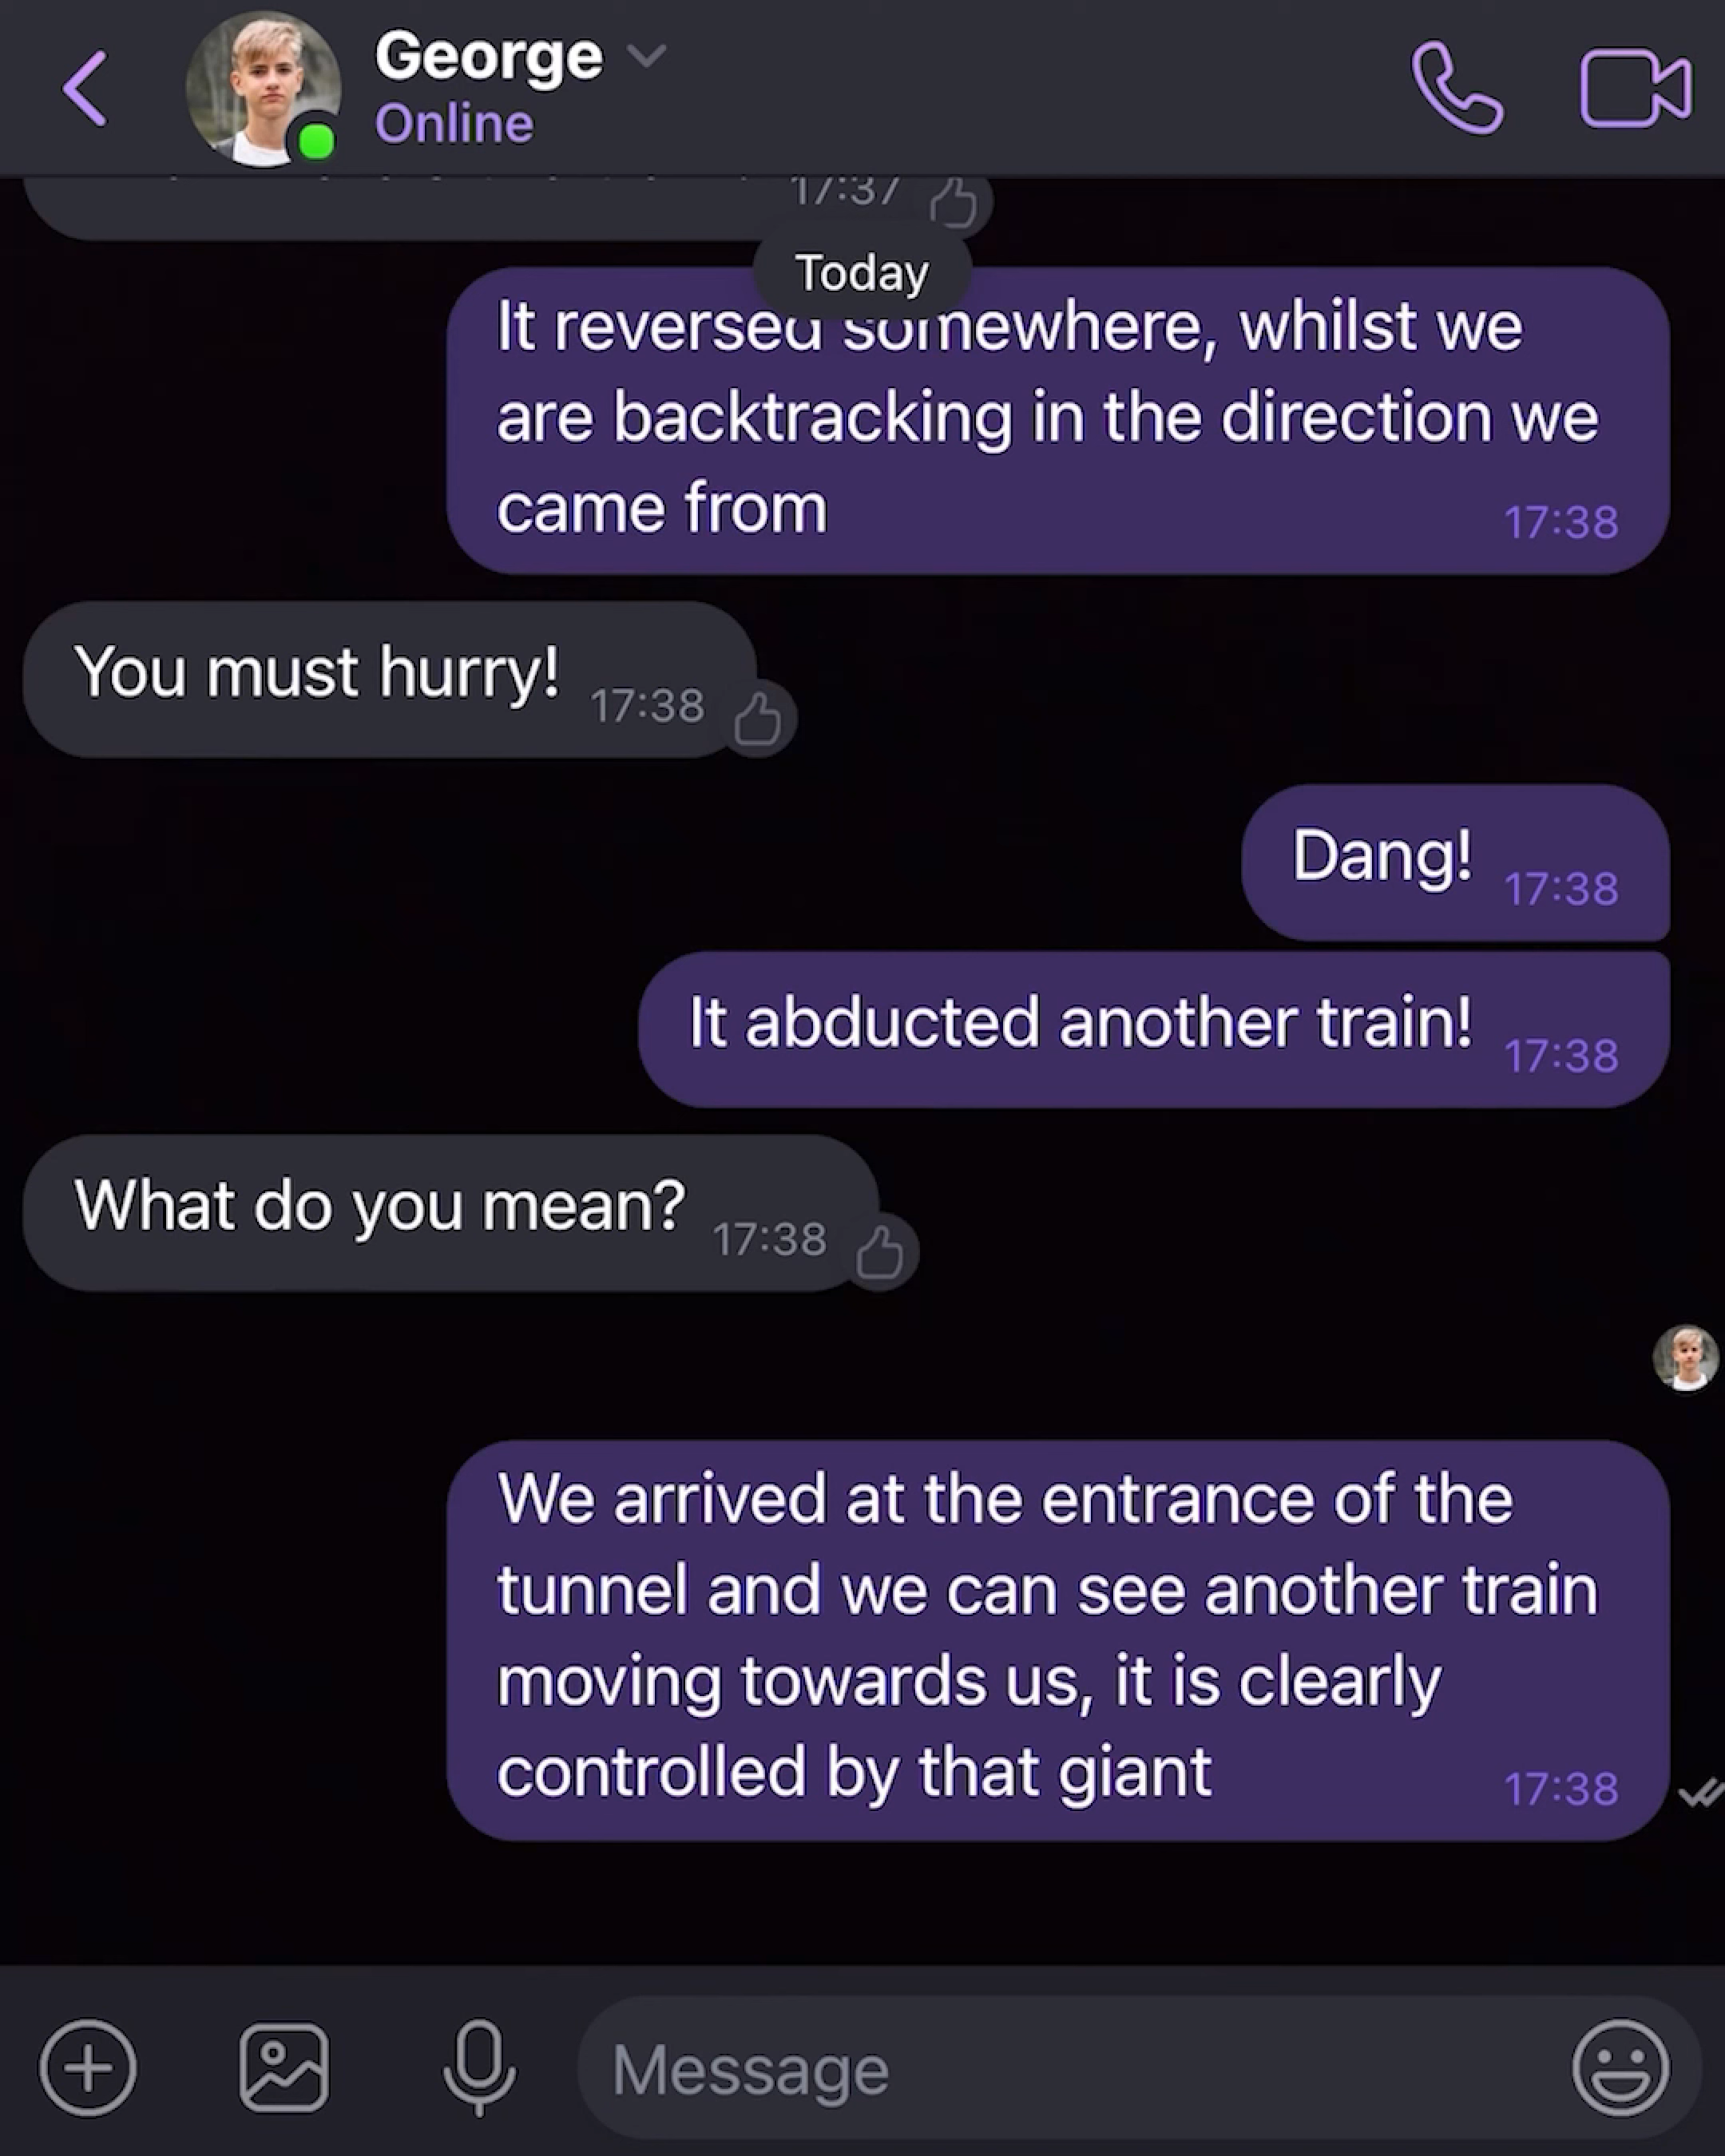 George
Online
17:37
Today
It reversed somewhere, whilst we
are backtracking in the direction we
came from
17:38
You must hurry!
17:38
Dang!
17:38
It abducted another train!
17:38
What do you mean?
17:38
We arrived at the entrance of the
tunnel and we can see another train
moving towards us, it is clearly
controlled by that giant
17:38
Message